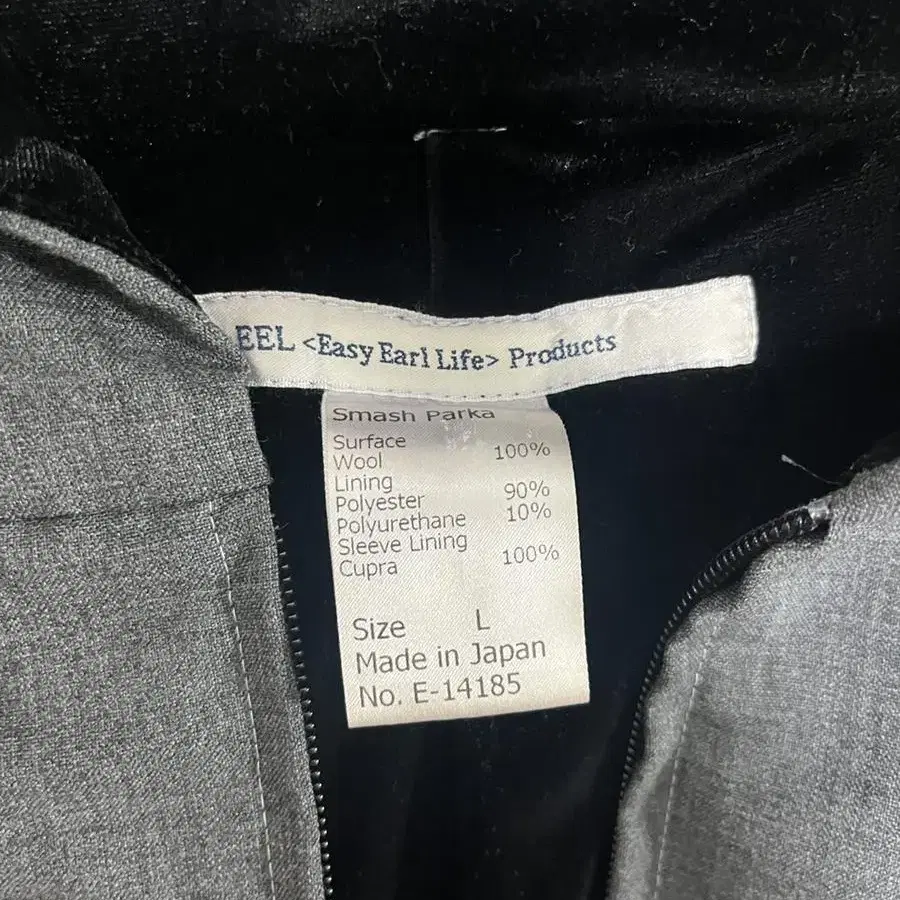 EEL <Easy Earl Life> Products
Smash Parka
Surface
Wool 100%
Lining
Polyester 90%
Polyurethane 10%
Sleeve Lining
Cupra 100%
Size L
Made in Japan
No. E-14185